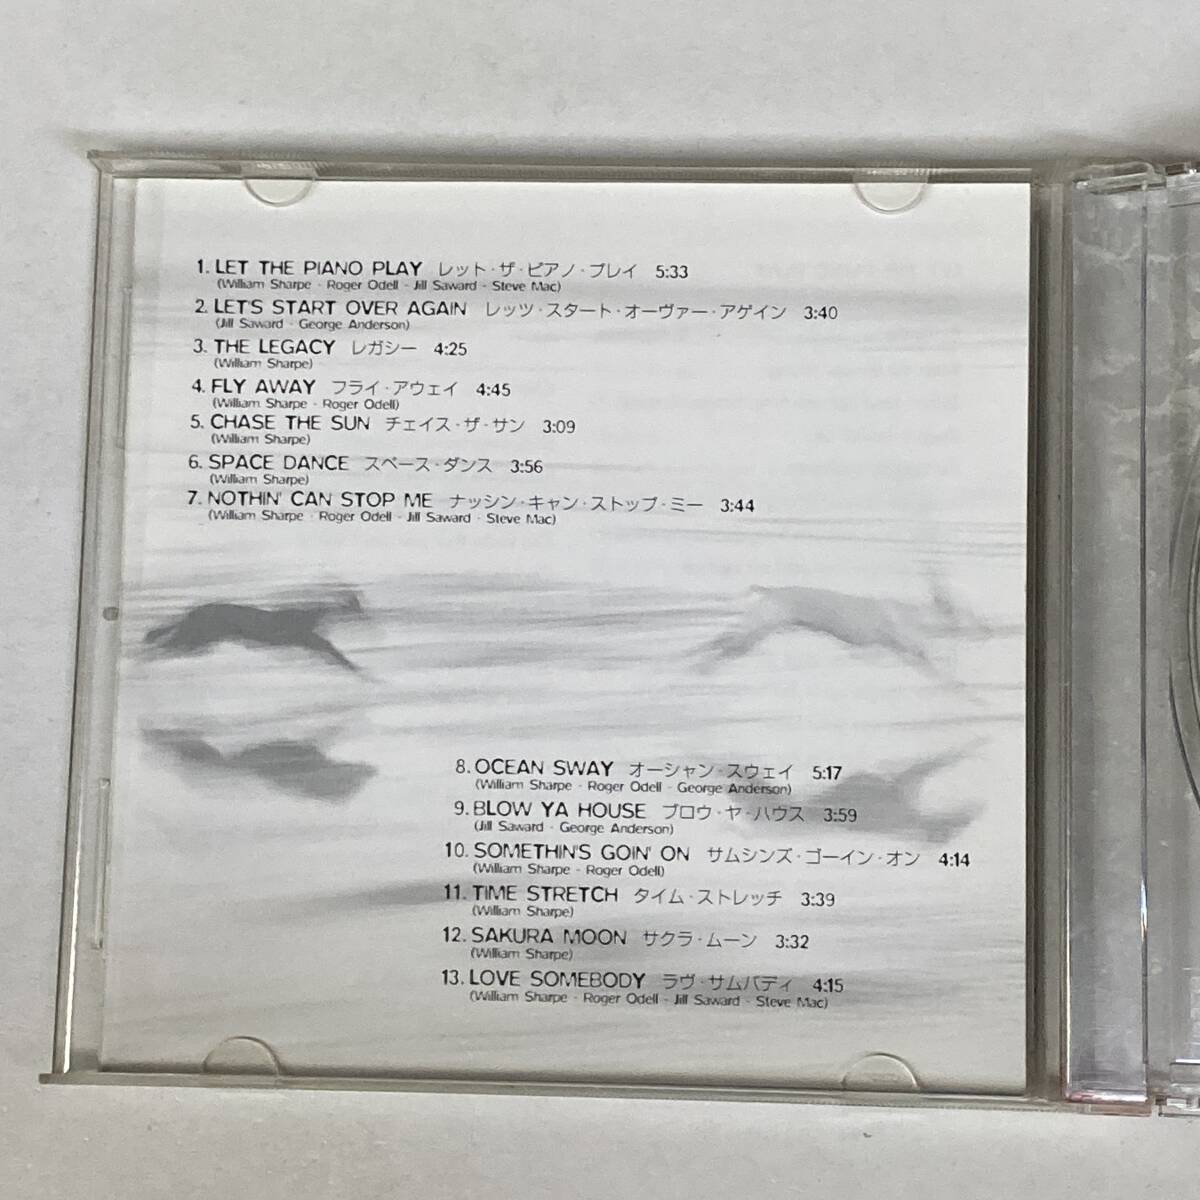 1. LET THE PIANO PLAY レット・ザ・ピアノ・プレイ 5:33
(William Sharpe - Roger Odell - Jill Saward - Steve Mac)
2. LET'S START OVER AGAIN レッツ・スタート・オーヴァー・アゲイン 3:40
(Jill Saward - George Anderson)
3. THE LEGACY レガシー 4:25
(William Sharpe)
4. FLY AWAY フライ・アウェイ 4:45
(William Sharpe - Roger Odell)
5. CHASE THE SUN チェイス・ザ・サン 3:09
(William Sharpe)
6. SPACE DANCE スペース・ダンス 3:56
(William Sharpe)
7. NOTHIN' CAN STOP ME ナッシン・キャン・ストップ・ミー 3:44
(William Sharpe - Roger Odell - Jill Saward - Steve Mac)
8. OCEAN SWAY オーシャン・スウェイ 5:17
(William Sharpe - Roger Odell - George Anderson)
9. BLOW YA HOUSE ブロウ・ヤ・ハウス 3:59
(Jill Saward - George Anderson)
10. SOMETHIN'S GOIN' ON サムシンズ・ゴーイン・オン 4:14
(William Sharpe - Roger Odell)
11. TIME STRETCH タイム・ストレッチ 3:39
(William Sharpe)
12. SAKURA MOON サクラ・ムーン 3:32
(William Sharpe)
13. LOVE SOMEBODY ラヴ・サムバディ 4:15
(William Sharpe - Roger Odell - Jill Saward - Steve Mac)